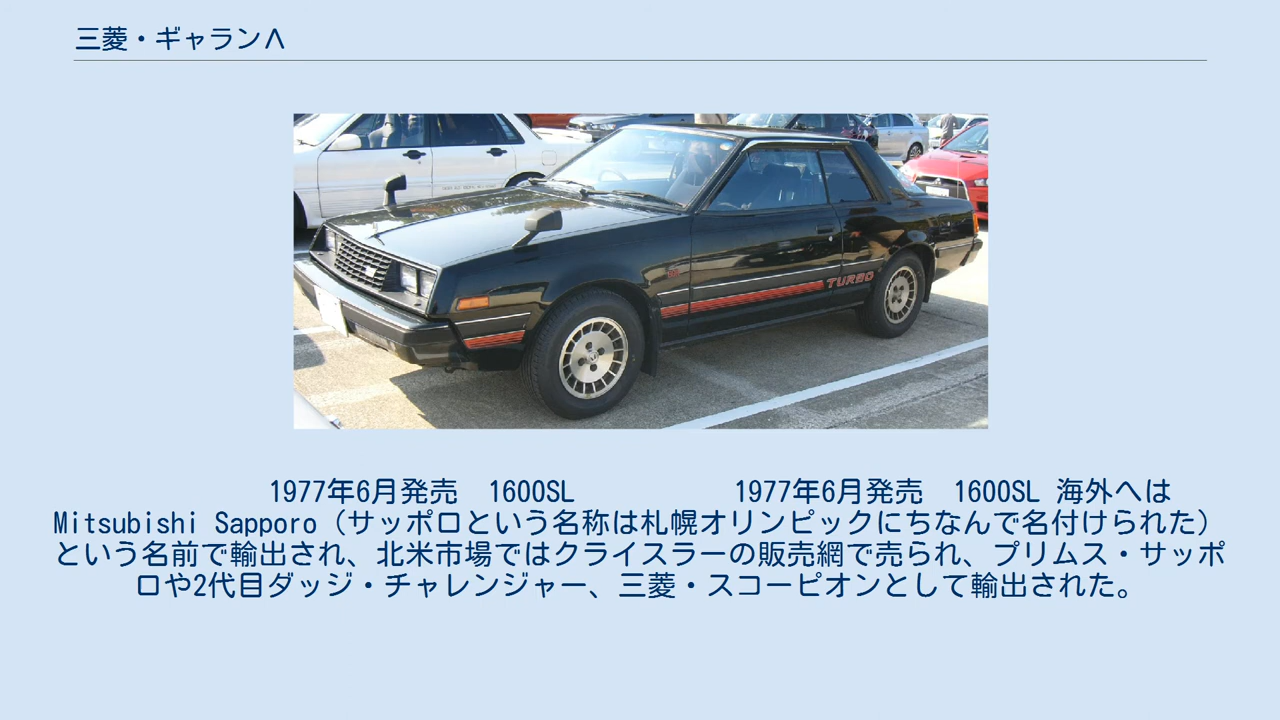 三菱・ギャランΛ
TURBO
1977年6月発売　1600SL　　　　　1977年6月発売　1600SL 海外へは
Mitsubishi Sapporo（サッポロという名称は札幌オリンピックにちなんで名付けられた）
という名前で輸出され、北米市場ではクライスラーの販売網で売られ、プリムス・サッポ
ロや2代目ダッジ・チャレンジャー、三菱・スコーピオンとして輸出された。